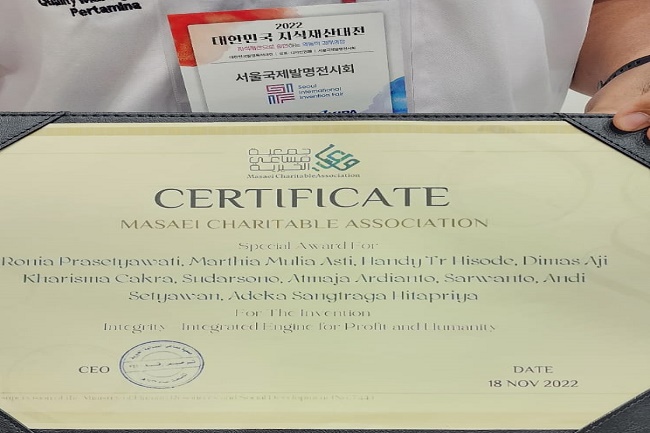 Pertamina
2022
대한민국 지식재산대전
서울국제발명전시회
Seoul
International
Invention Fair
جمعية
مساعي
الخيرية
Masaei Charitable Association
CERTIFICATE
MASAEI CHARITABLE ASSOCIATION
Special Award For
Ronia Prasetyawati, Marthia Mulia Asti, Handy Tr Hisode, Dimas Aji
Kharisma Cakra, Sudarsono, Atmaja Ardianto, Sarwanto, Andi
Setyawan, Adeka Sangtraga Hitapriya
For The Invention
Integrity - Integrated Engine for Profit and Humanity
CEO
DATE
18 NOV 2022